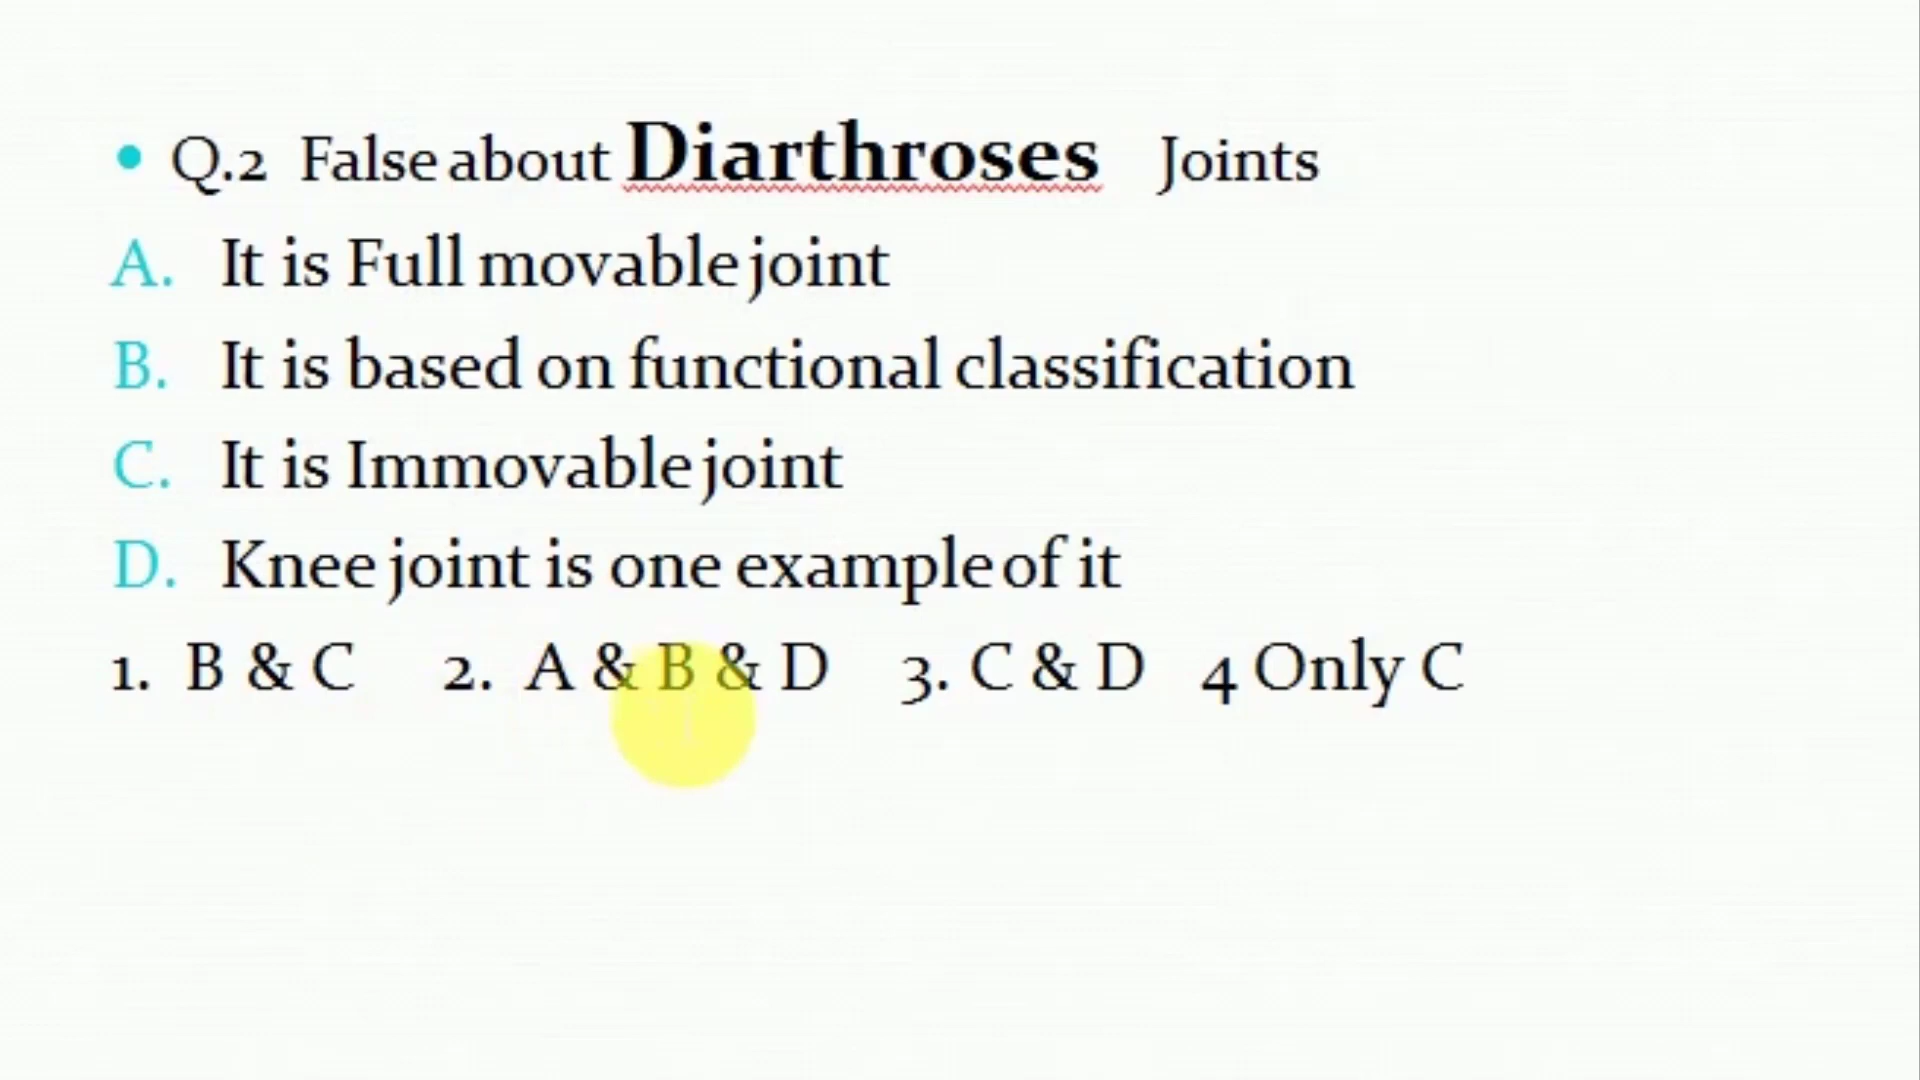 • Q.2 False about Diarthroses Joints
A. It is Full movable joint
B. It is based on functional classification
C. It is Immovable joint
D. Knee joint is one example of it
1. B & C 2. A & B & D 3. C & D 4 Only C